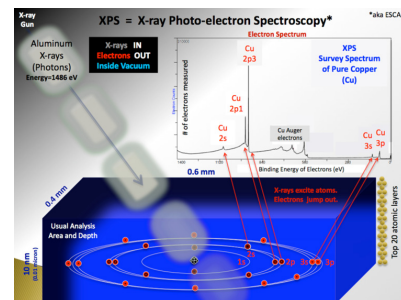 X-ray
Gun
XPS = X-ray Photo-electron Spectroscopy*
*aka ESCA
Aluminum
X-rays
(Photons)
Energy=1486 eV
X-rays IN
Electrons OUT
Inside Vacuum
Electron Spectrum
# of electrons measured
Cu
2p3
Cu
2p1
Cu
2s
XPS
Survey Spectrum
of Pure Copper
(Cu)
Cu Auger
electrons
Cu
3s
Cu
3p
Binding Energy of Electrons (eV)
0.6 mm
0.4 mm
X-rays excite atoms.
Electrons jump out.
Usual Analysis
Area and Depth
10 nm
(0.01 micron)
1s
2s
2p
3s
3p
Top 20 atomic layers